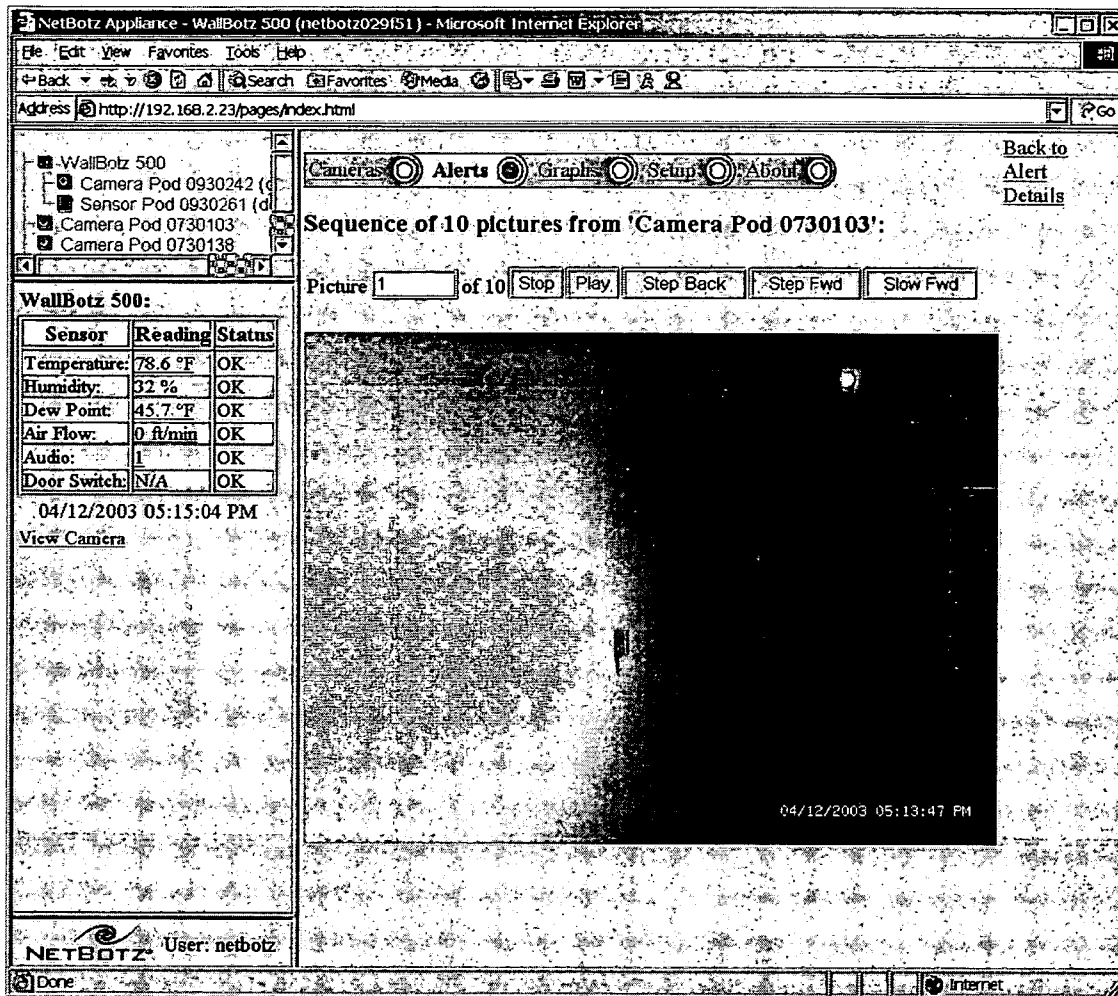 NetBotz Appliance - WallBotz 500 (netbotz029f51) - Microsoft Internet Explorer
File Edit View Favorites Tools Help
Back Search Favorites Media
Address http://192.168.2.23/pages/index.html Go
WallBotz 500
Camera Pod 0930242 (d
Sensor Pod 0930261 (d
Camera Pod 0730103
Camera Pod 0730138
WallBotz 500:
Sensor Reading Status
Temperature: 78.6 °F OK
Humidity: 32 % OK
Dew Point: 45.7 °F OK
Air Flow: 0 ft/min OK
Audio: 1 OK
Door Switch: N/A OK
04/12/2003 05:15:04 PM
View Camera
NETBOTZ User: netbotz
Cameras Alerts Graphs Setup About
Back to
Alert
Details
Sequence of 10 pictures from 'Camera Pod 0730103':
Picture 1 of 10 Stop Play Step Back Step Fwd Slow Fwd
04/12/2003 05:13:47 PM
Done Internet